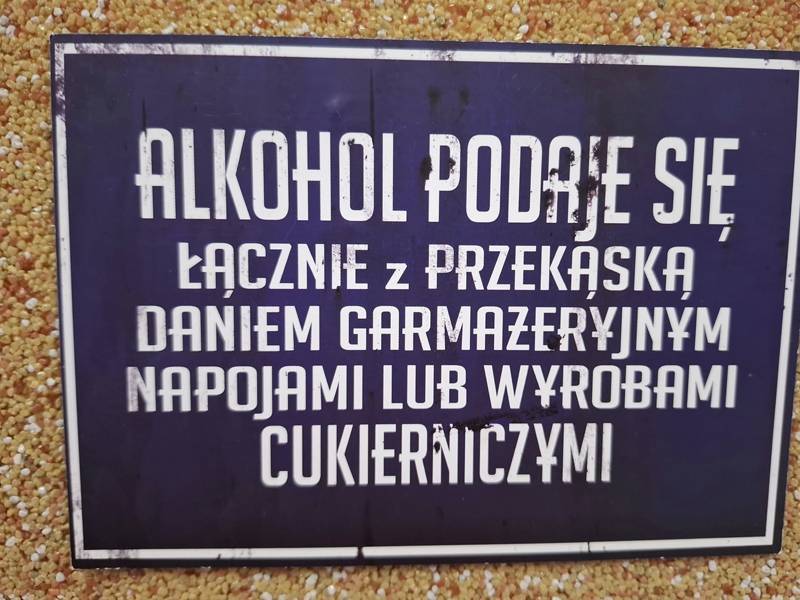 ALKOHOL PODAJE SIĘ
ŁĄCZNIE z PRZEKĄSKĄ
DANIEM GARMAŻERYJNYM
NAPOJAMI LUB WYROBAMI
CUKIERNICZYMI